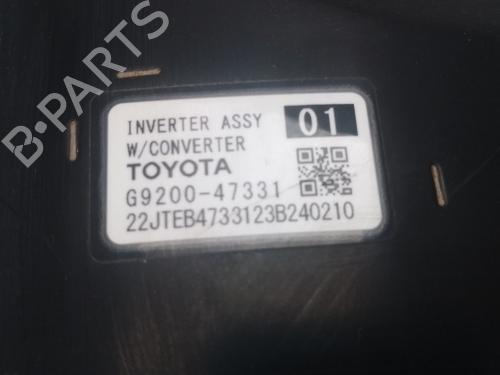 B-PARTS
INVERTER ASSY 01
W/CONVERTER
TOYOTA
G9200-47331
22JTEB4733123B240210